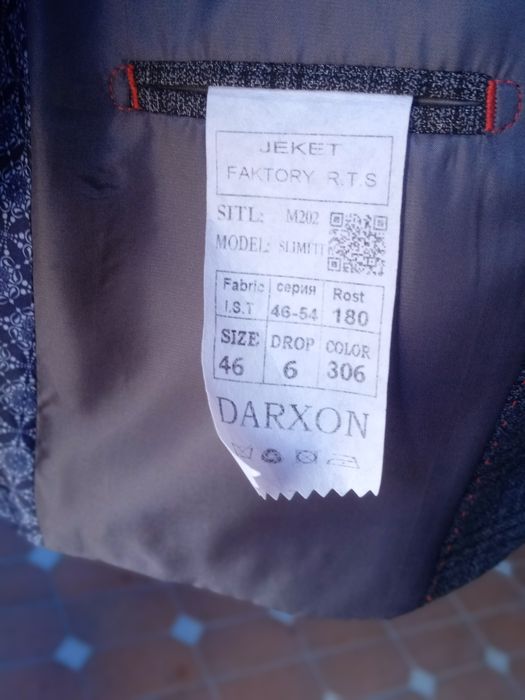 JEKET
FAKTORY R.T.S
SITL: M202
MODEL: SLIMFIT
Fabric серия Rost
I.S.T 46-54 180
SIZE DROP COLOR
46 6 306
DARXON